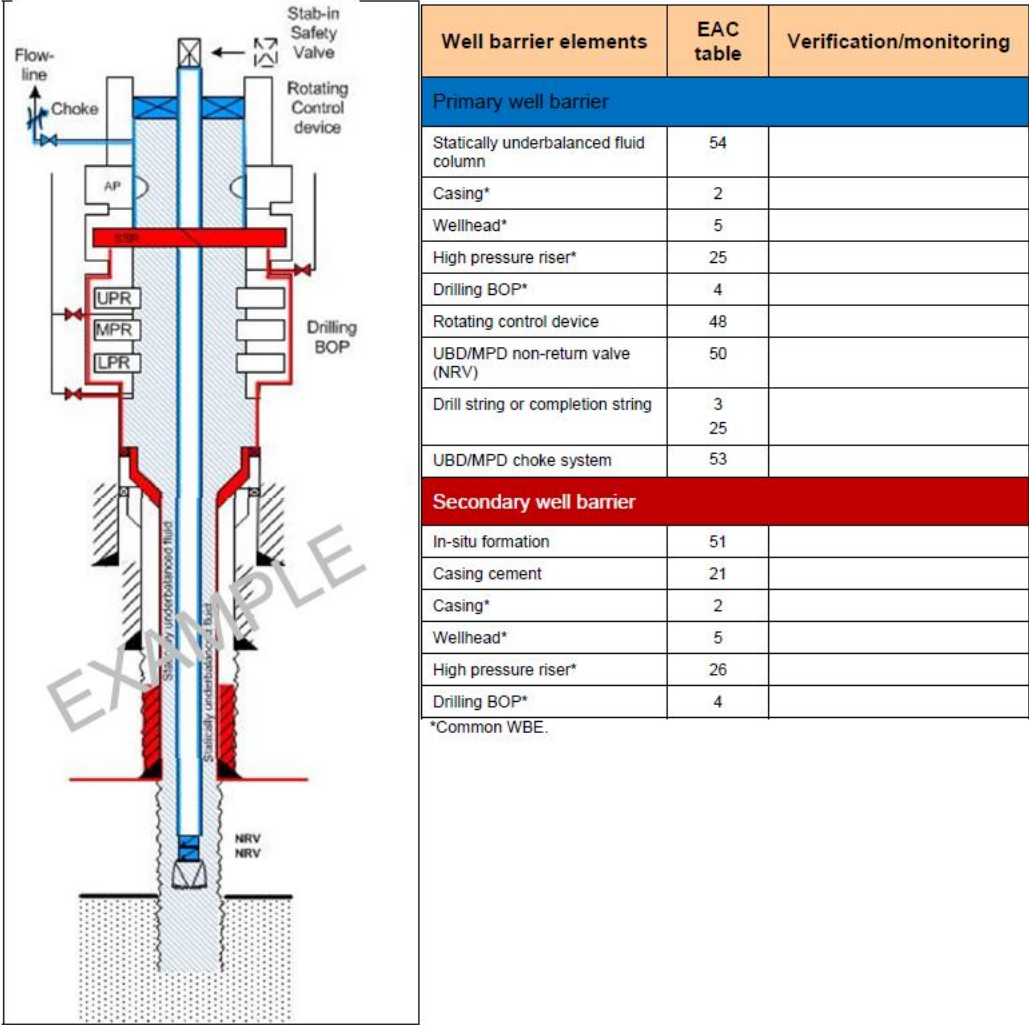 Stab-in
Safety
Valve
Flow-
line
Rotating
Control
device
Choke
AP
SSR
UPR
MPR
LPR
Drilling
BOP
Statically underbalanced fluid
Statically underbalanced fluid
EXAMPLE
NRV
NRV
Well barrier elements
EAC
table
Verification/monitoring
Primary well barrier
Statically underbalanced fluid
column
54
Casing*
2
Wellhead*
5
High pressure riser*
25
Drilling BOP*
4
Rotating control device
48
UBD/MPD non-return valve
(NRV)
50
Drill string or completion string
3
25
UBD/MPD choke system
53
Secondary well barrier
In-situ formation
51
Casing cement
21
Casing*
2
Wellhead*
5
High pressure riser*
26
Drilling BOP*
4
*Common WBE.